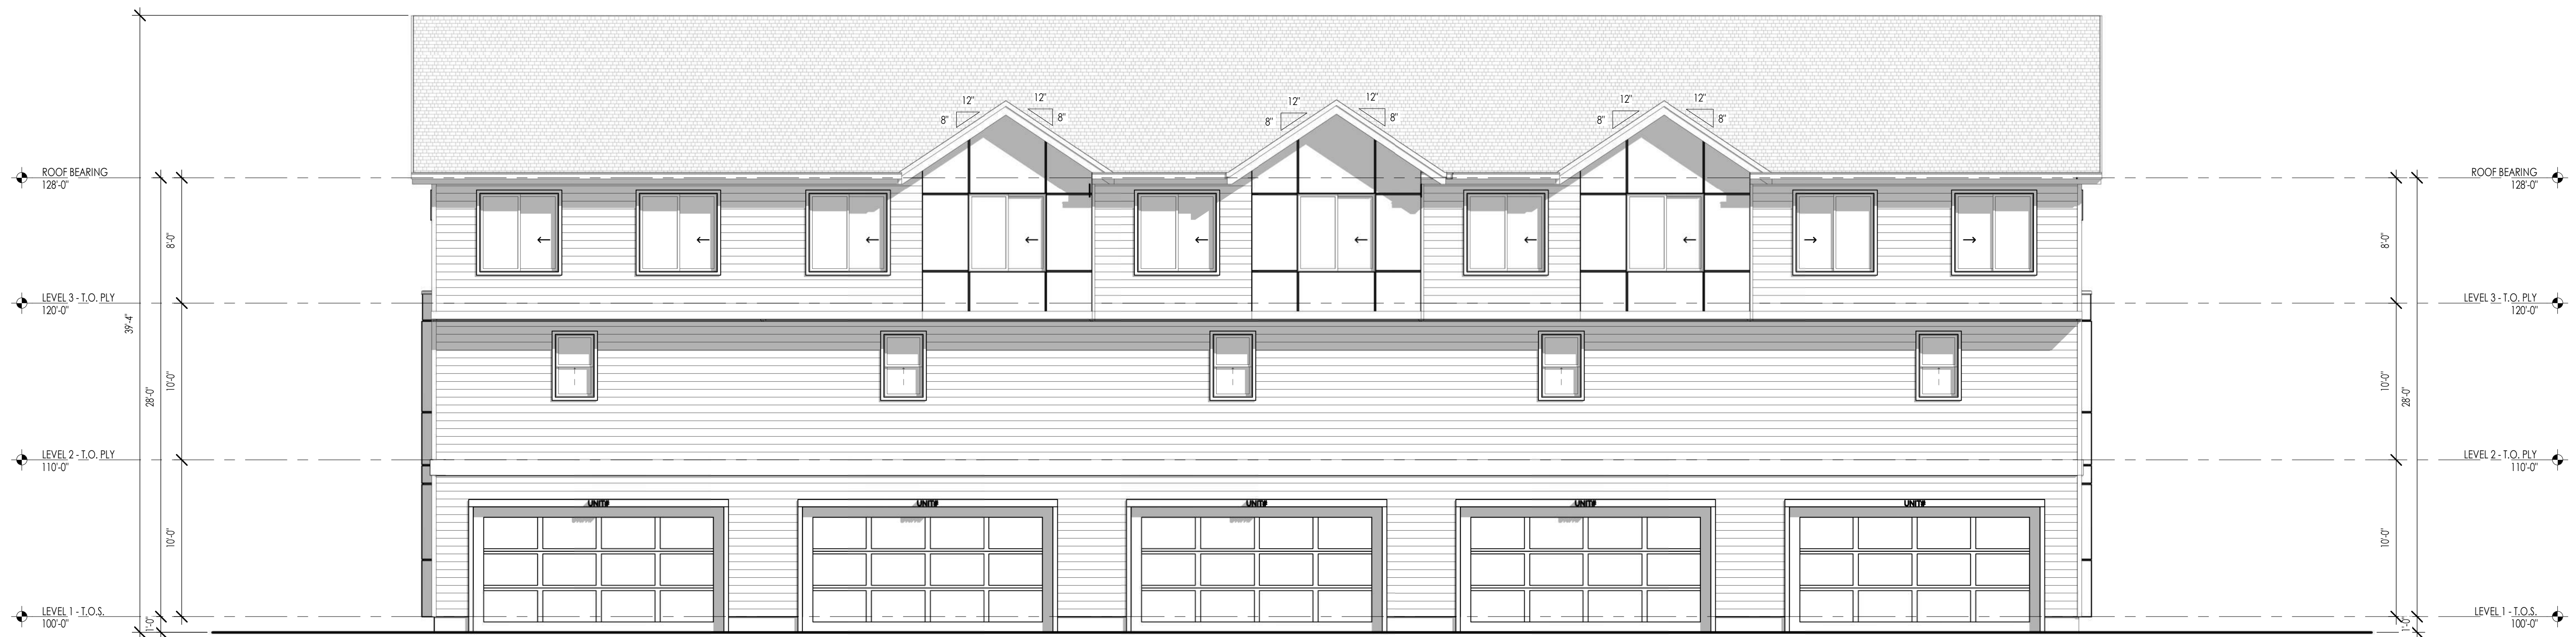 12"
12"
8"
8"
12"
12"
8"
8"
12"
12"
8"
8"
ROOF BEARING
128'-0"
ROOF BEARING
128'-0"
8'-0"
8'-0"
LEVEL 3 - T.O. PLY
120'-0"
LEVEL 3 - T.O. PLY
120'-0"
39'-4"
28'-0"
10'-0"
10'-0"
28'-0"
LEVEL 2 - T.O. PLY
110'-0"
LEVEL 2 - T.O. PLY
110'-0"
UNIT#
UNIT#
UNIT#
UNIT#
UNIT#
10'-0"
10'-0"
LEVEL 1 - T.O.S.
100'-0"
LEVEL 1 - T.O.S.
100'-0"
1'-0"
1'-0"